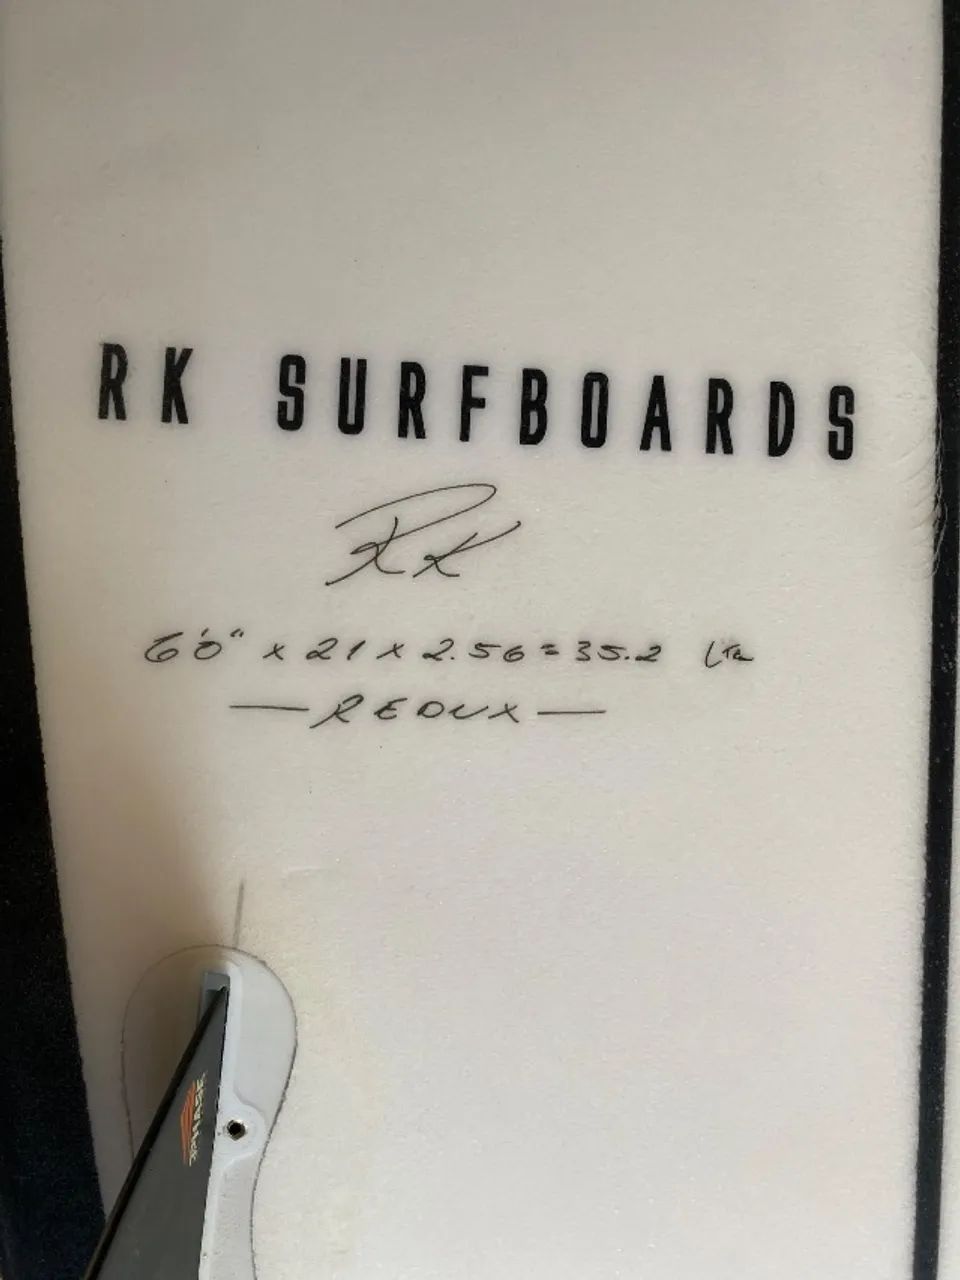 RK SURFBOARDS
RK
6'0" x 21 x 2.56 = 35.2 LTR
— REDUX —